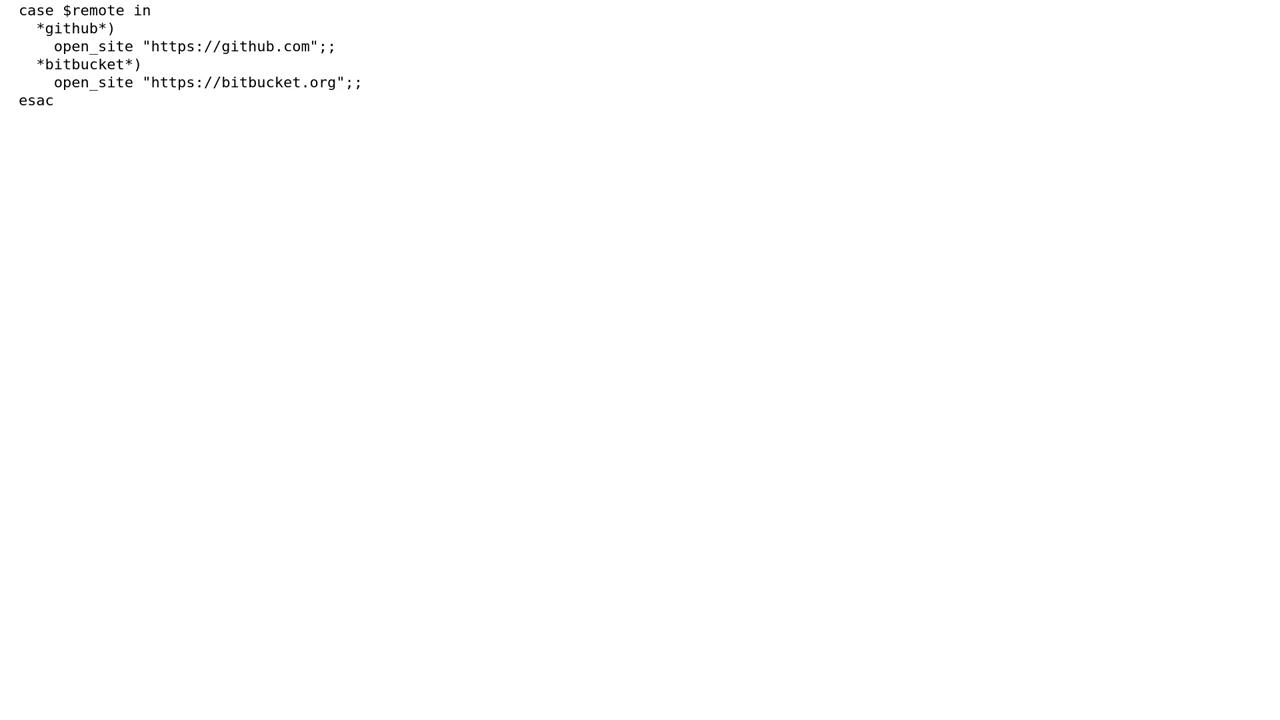 case $remote in
  *github*)
    open_site "https://github.com";;
  *bitbucket*)
    open_site "https://bitbucket.org";;
esac